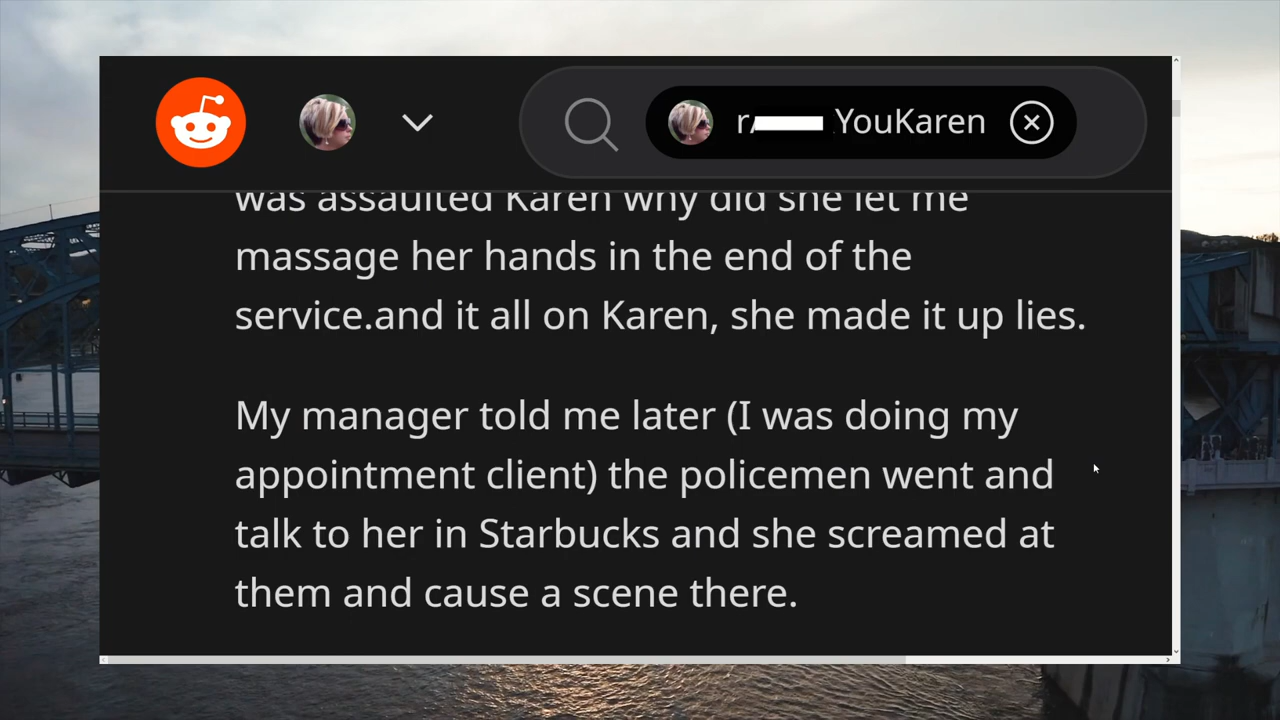 r/ YouKaren
was assaulted Karen why did she let me
massage her hands in the end of the
service.and it all on Karen, she made it up lies.
My manager told me later (I was doing my
appointment client) the policemen went and
talk to her in Starbucks and she screamed at
them and cause a scene there.